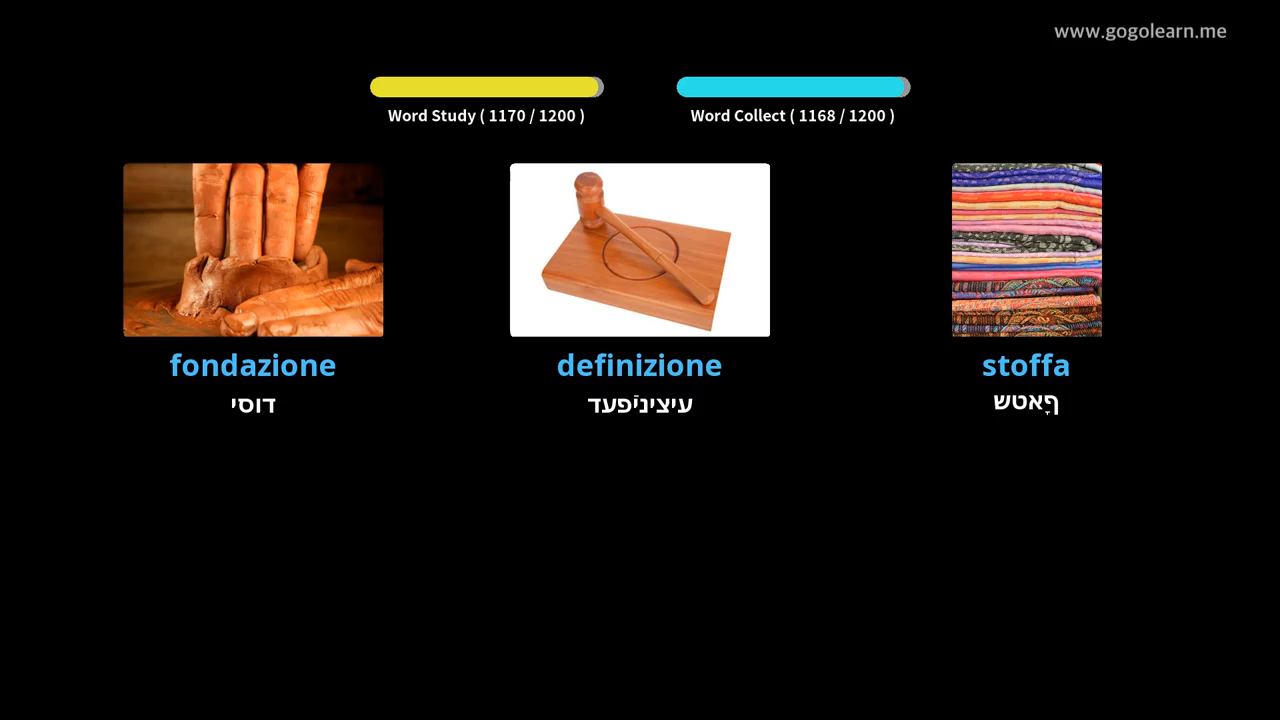 www.gogolearn.me
Word Study ( 1170 / 1200 )
Word Collect ( 1168 / 1200 )
fondazione
definizione
stoffa
דוסי
עיציניֿפעד
ףָאטש